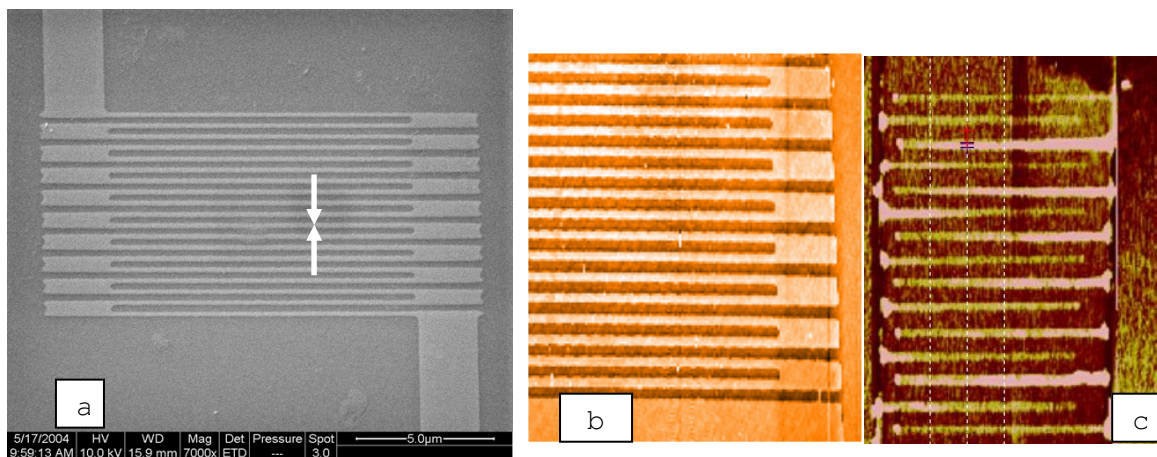 a
b
c
5/17/2004 HV WD Mag Det Pressure Spot
9:59:13 AM 10.0 kV 15.9 mm 7000x ETD --- 3.0 5.0µm